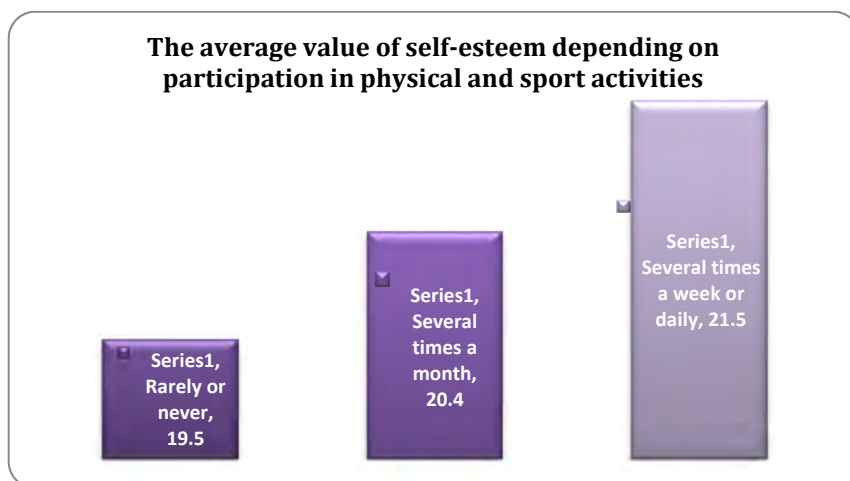 The average value of self-esteem depending on
participation in physical and sport activities
Series1,
Rarely or
never,
19.5
Series1,
Several
times a
month,
20.4
Series1,
Several times
a week or
daily, 21.5